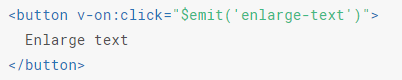 <button v-on:click="$emit('enlarge-text')">
  Enlarge text
</button>